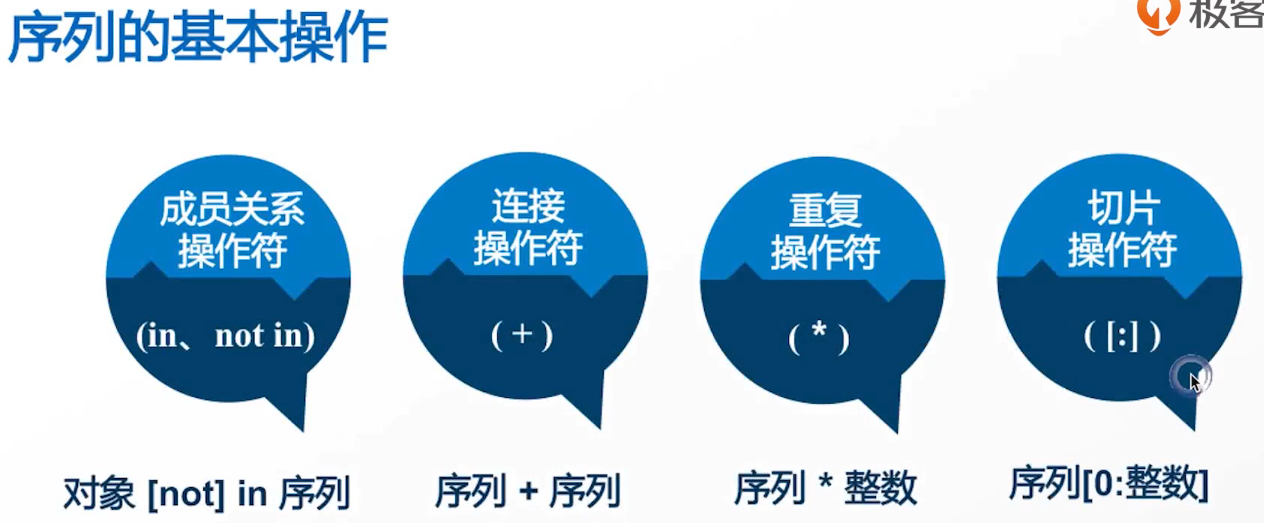 序列的基本操作
极客
成员关系
操作符
(in、not in)
对象 [not] in 序列
连接
操作符
( + )
序列 + 序列
重复
操作符
( * )
序列 * 整数
切片
操作符
( [:] )
序列[0:整数]